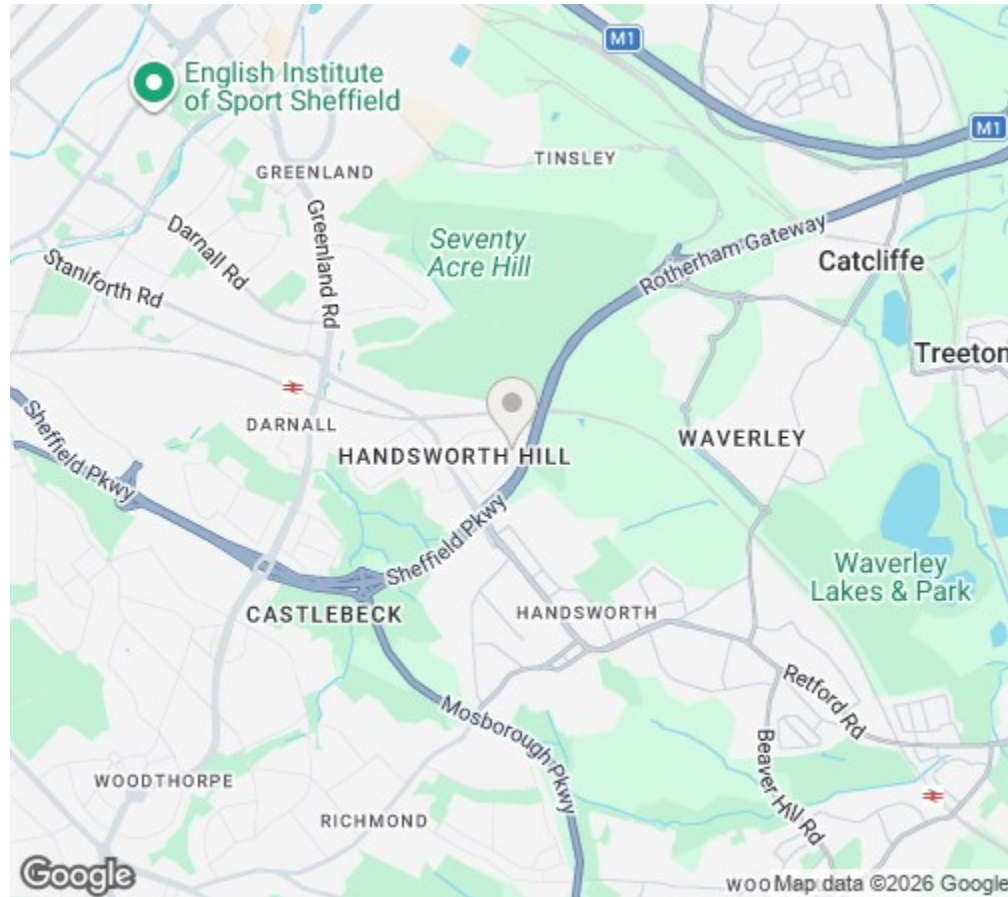 M1
English Institute
of Sport Sheffield
M1
TINSLEY
GREENLAND
Darnall Rd
Greenland Rd
Seventy
Acre Hill
Rotherham Gateway
Staniforth Rd
Catcliffe
Treeton
Sheffield Pkwy
DARNALL
WAVERLEY
HANDSWORTH HILL
Sheffield Pkwy
Waverley
Lakes & Park
CASTLEBECK
HANDSWORTH
Retford Rd
Mosborough Pkwy
Beaver Hill Rd
WOODTHORPE
RICHMOND
Google
woo Map data ©2026 Google